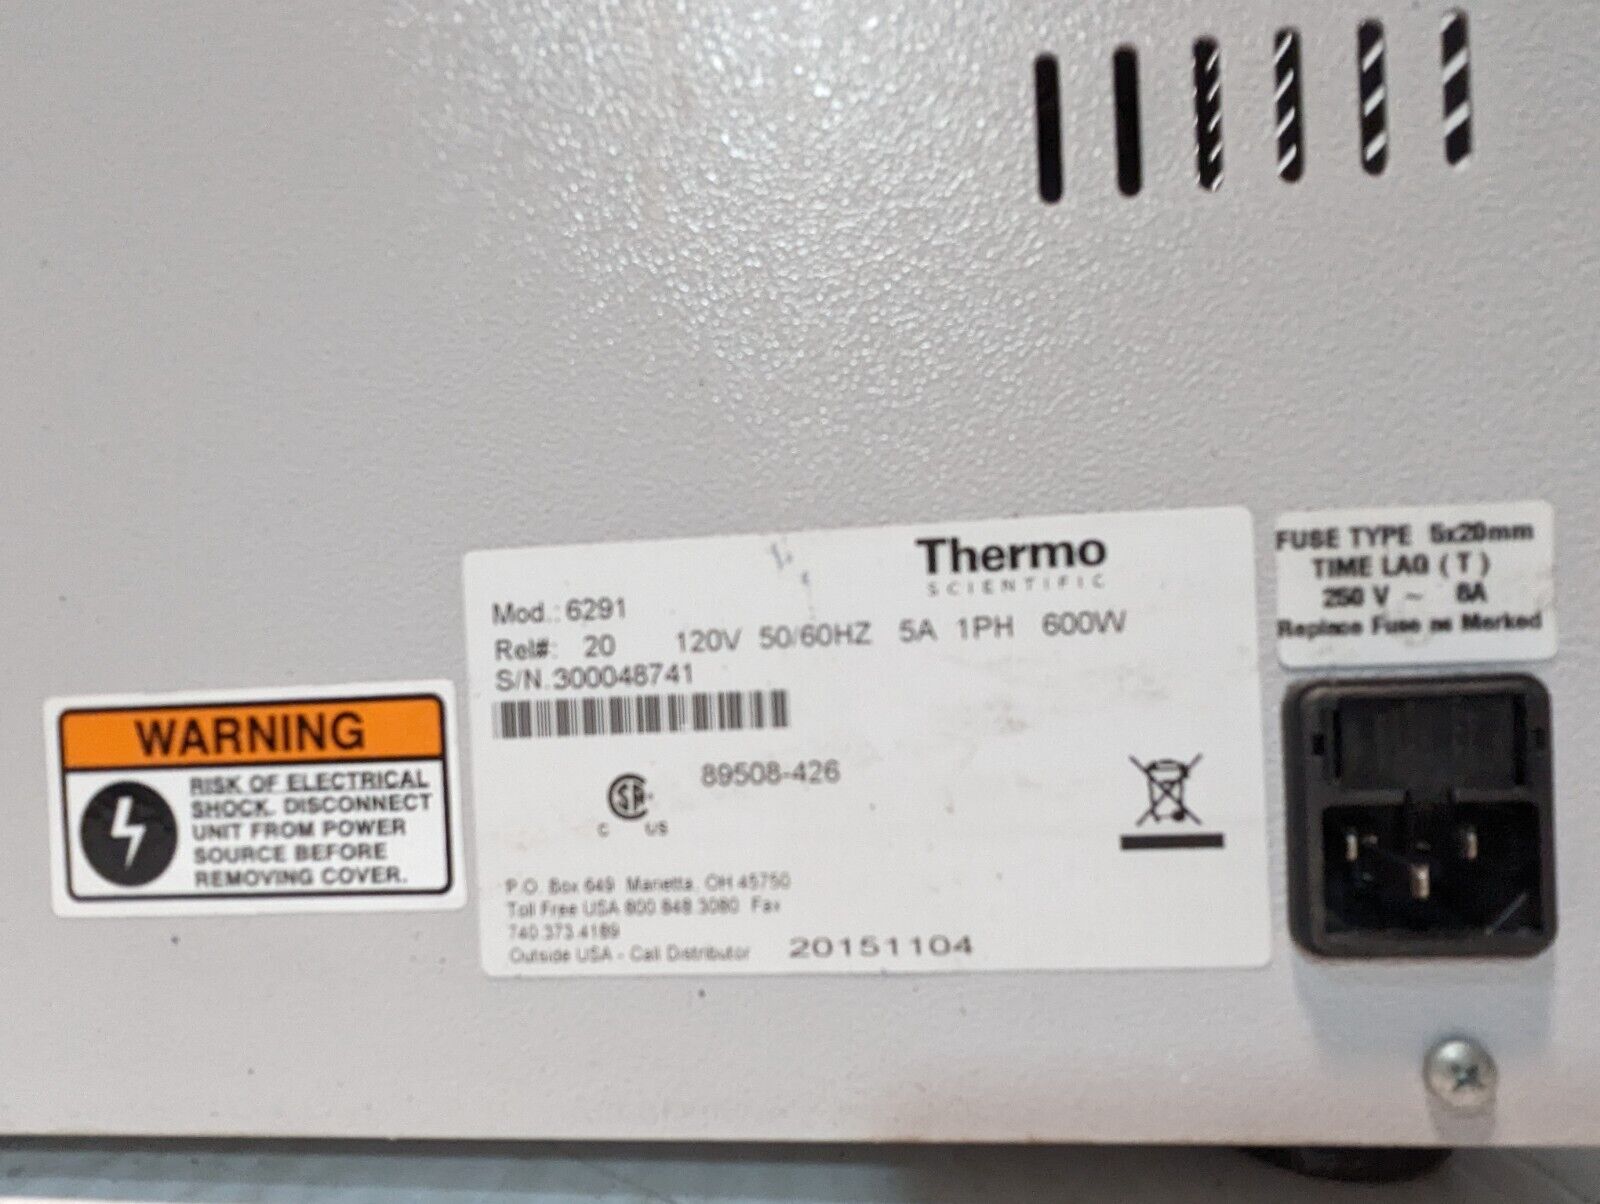 Thermo
SCIENTIFIC
Mod.: 6291
Rel#: 20 120V 50/60HZ 5A 1PH 600W
S/N.300048741
89508-426
C US
P.O. Box 649 Marietta, OH 45750
Toll Free USA 800 848 3080 Fax
740.373.4189
Outside USA - Call Distributor 20151104
WARNING
RISK OF ELECTRICAL
SHOCK. DISCONNECT
UNIT FROM POWER
SOURCE BEFORE
REMOVING COVER.
FUSE TYPE 5x20mm
TIME LAG ( T )
250 V ~ 8A
Replace Fuse as Marked